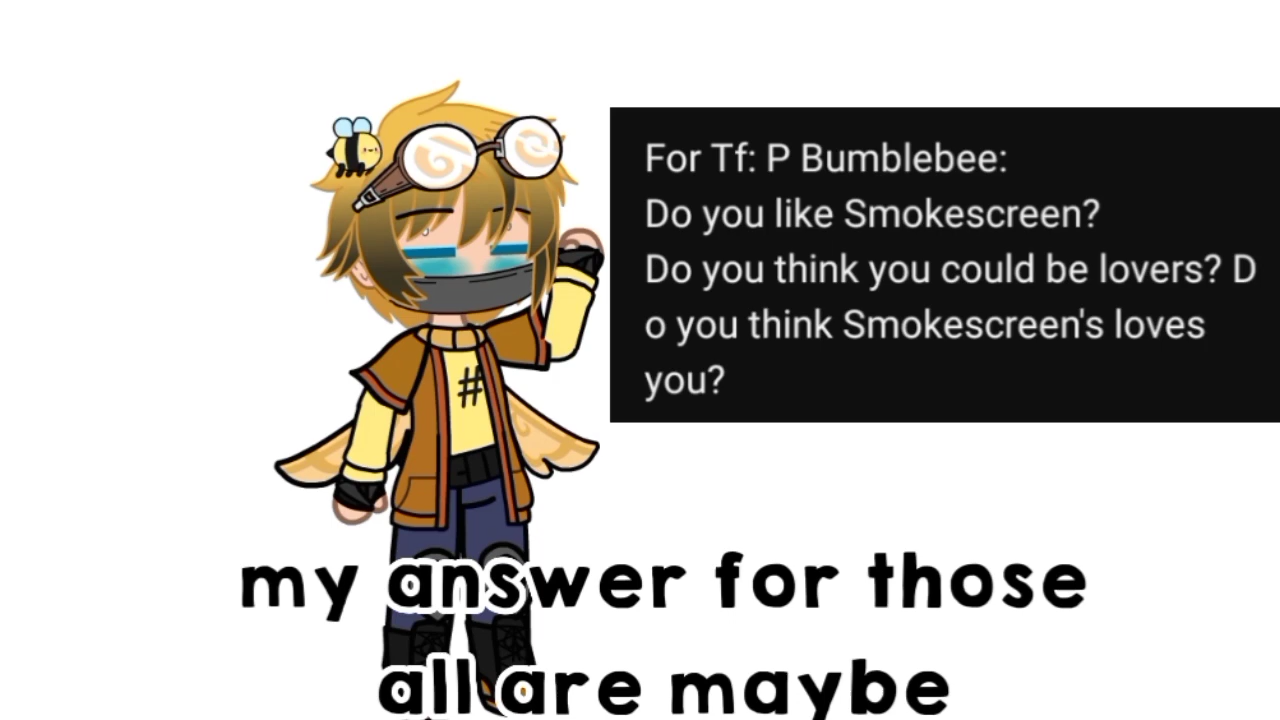 For Tf: P Bumblebee:
Do you like Smokescreen?
Do you think you could be lovers? D
o you think Smokescreen's loves
you?
#
my answer for those
all are maybe